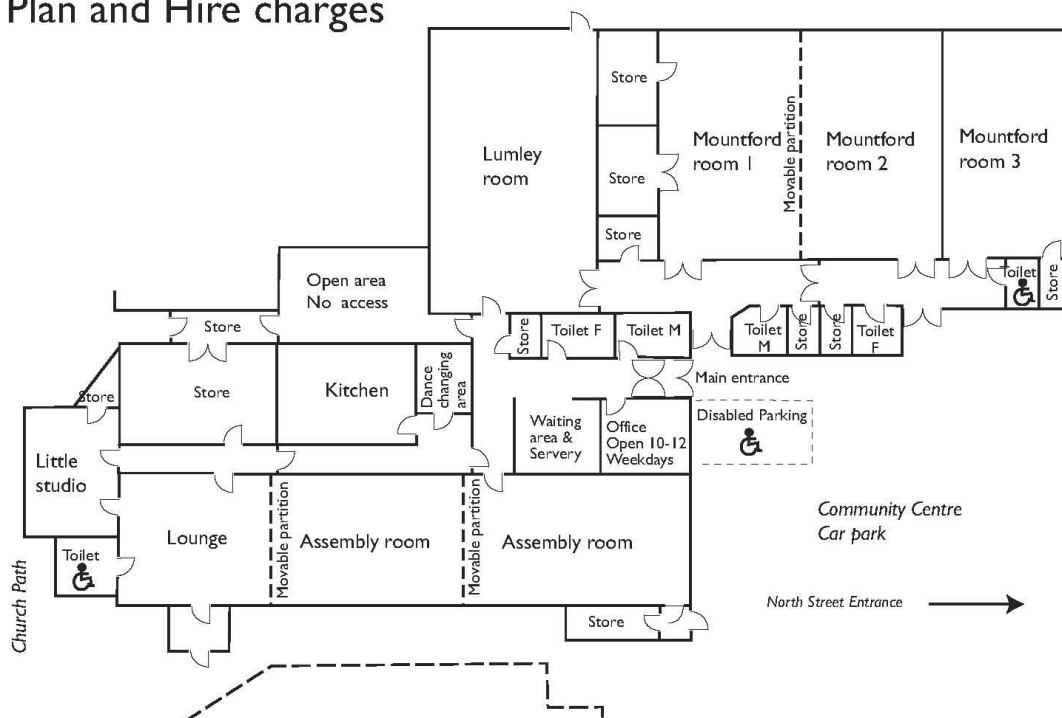 Plan and Hire charges
Store
Store
Store
Lumley
room
Mountford
room 1
Movable partition
Mountford
room 2
Mountford
room 3
Open area
No access
Toilet
Store
Store
Store
Toilet F
Toilet M
Toilet
M
Store
Store
Toilet
F
Store
Store
Kitchen
Dance
changing
area
Main entrance
Disabled Parking
Waiting
area &
Servery
Office
Open 10-12
Weekdays
Little
studio
Lounge
Movable partition
Assembly room
Movable partition
Assembly room
Community Centre
Car park
Toilet
Church Path
North Street Entrance
Store